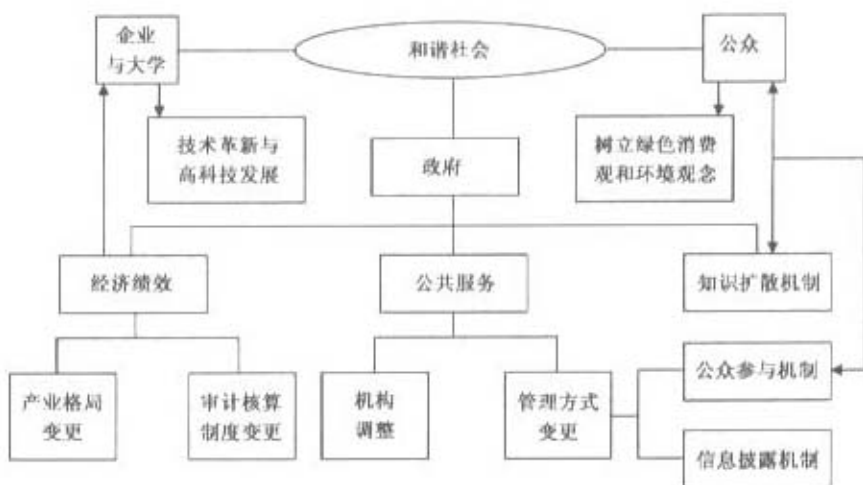 企业
与大学
和谐社会
公众
技术革新与
高科技发展
政府
树立绿色消费
观和环境观念
经济绩效
公共服务
知识扩散机制
产业格局
变更
审计核算
制度变更
机构
调整
管理方式
变更
公众参与机制
信息披露机制